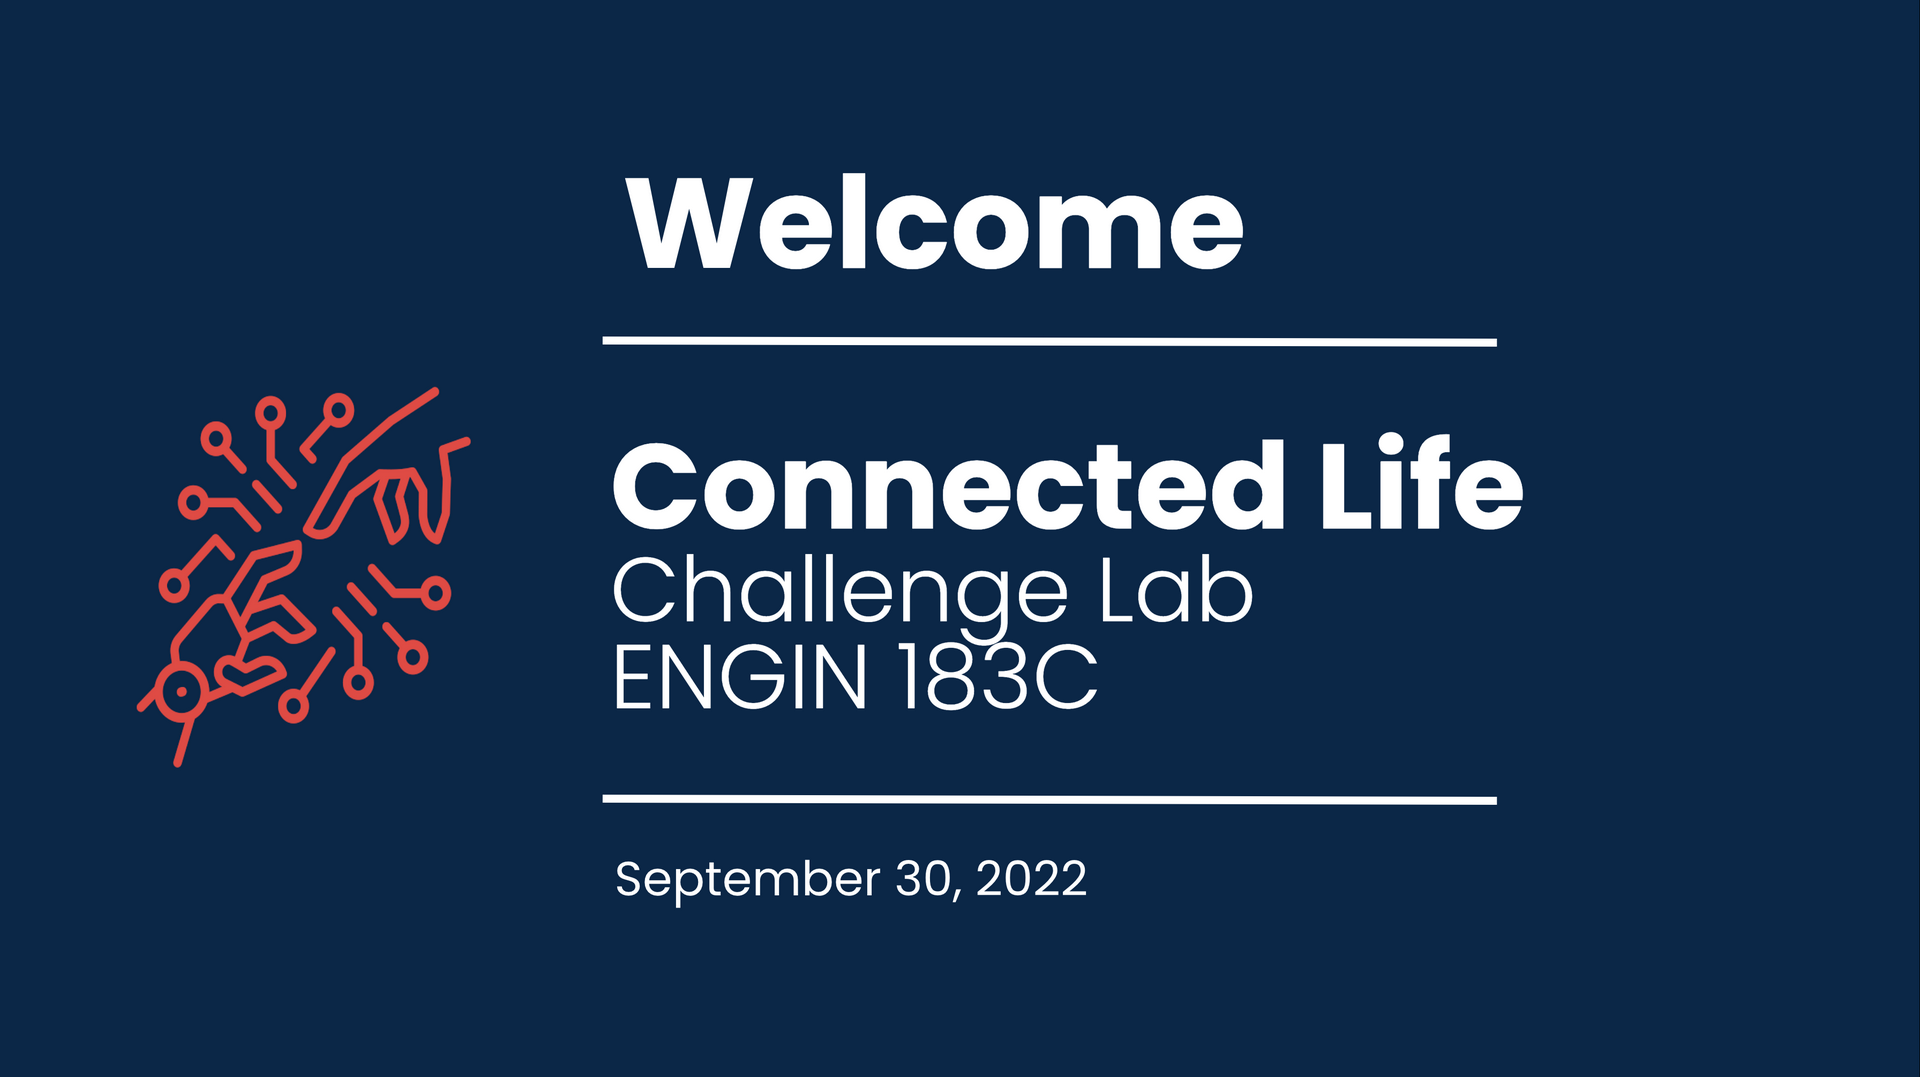 Welcome
Connected Life
Challenge Lab
ENGIN 183C
September 30, 2022